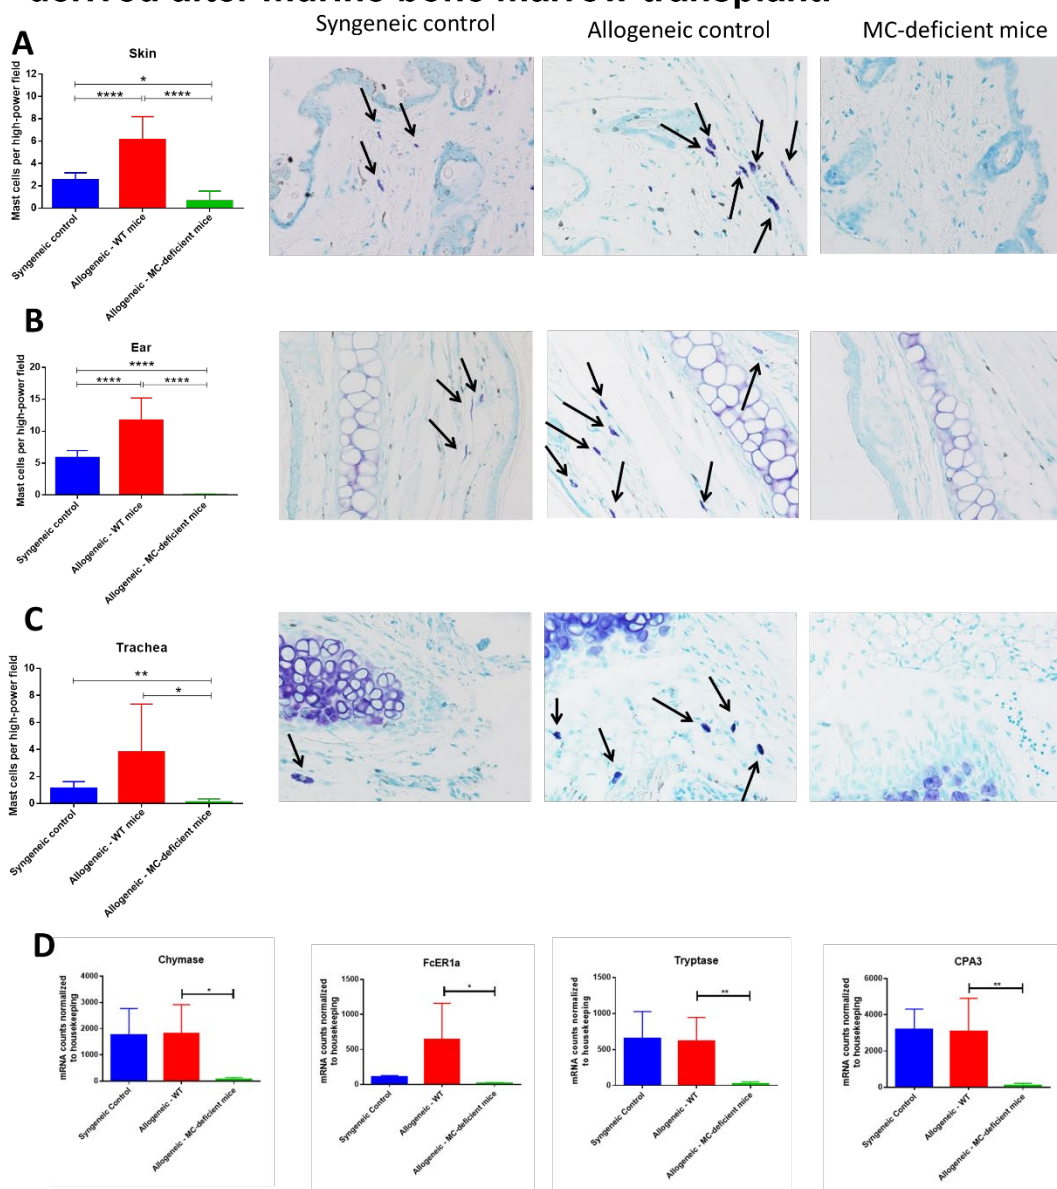 derived after murine bone marrow transplant.
Syngeneic control
Allogeneic control
MC-deficient mice
A
Skin
Mast cells per high-power field
12
10
8
6
4
2
0
*
**** ****
Syngeneic control
Allogeneic - WT mice
Allogeneic - MC-deficient mice
B
Ear
Mast cells per high-power field
20
15
10
5
0
****
**** ****
Syngeneic control
Allogeneic - WT mice
Allogeneic - MC-deficient mice
C
Trachea
Mast cells per high-power field
10
8
6
4
2
0
**
*
Syngeneic control
Allogeneic - WT mice
Allogeneic - MC-deficient mice
D
Chymase
mRNA counts normalized
to housekeeping
4000
3000
2000
1000
0
*
Syngeneic Control
Allogeneic - WT
Allogeneic - MC-deficient mice
FcER1a
mRNA counts normalized
to housekeeping
1500
1000
500
0
*
Syngeneic Control
Allogeneic - WT
Allogeneic - MC-deficient mice
Tryptase
mRNA counts normalized
to housekeeping
1500
1000
500
0
**
Syngeneic Control
Allogeneic - WT
Allogeneic - MC-deficient mice
CPA3
mRNA counts normalized
to housekeeping
6000
4000
2000
0
**
Syngeneic Control
Allogeneic - WT
Allogeneic - MC-deficient mice